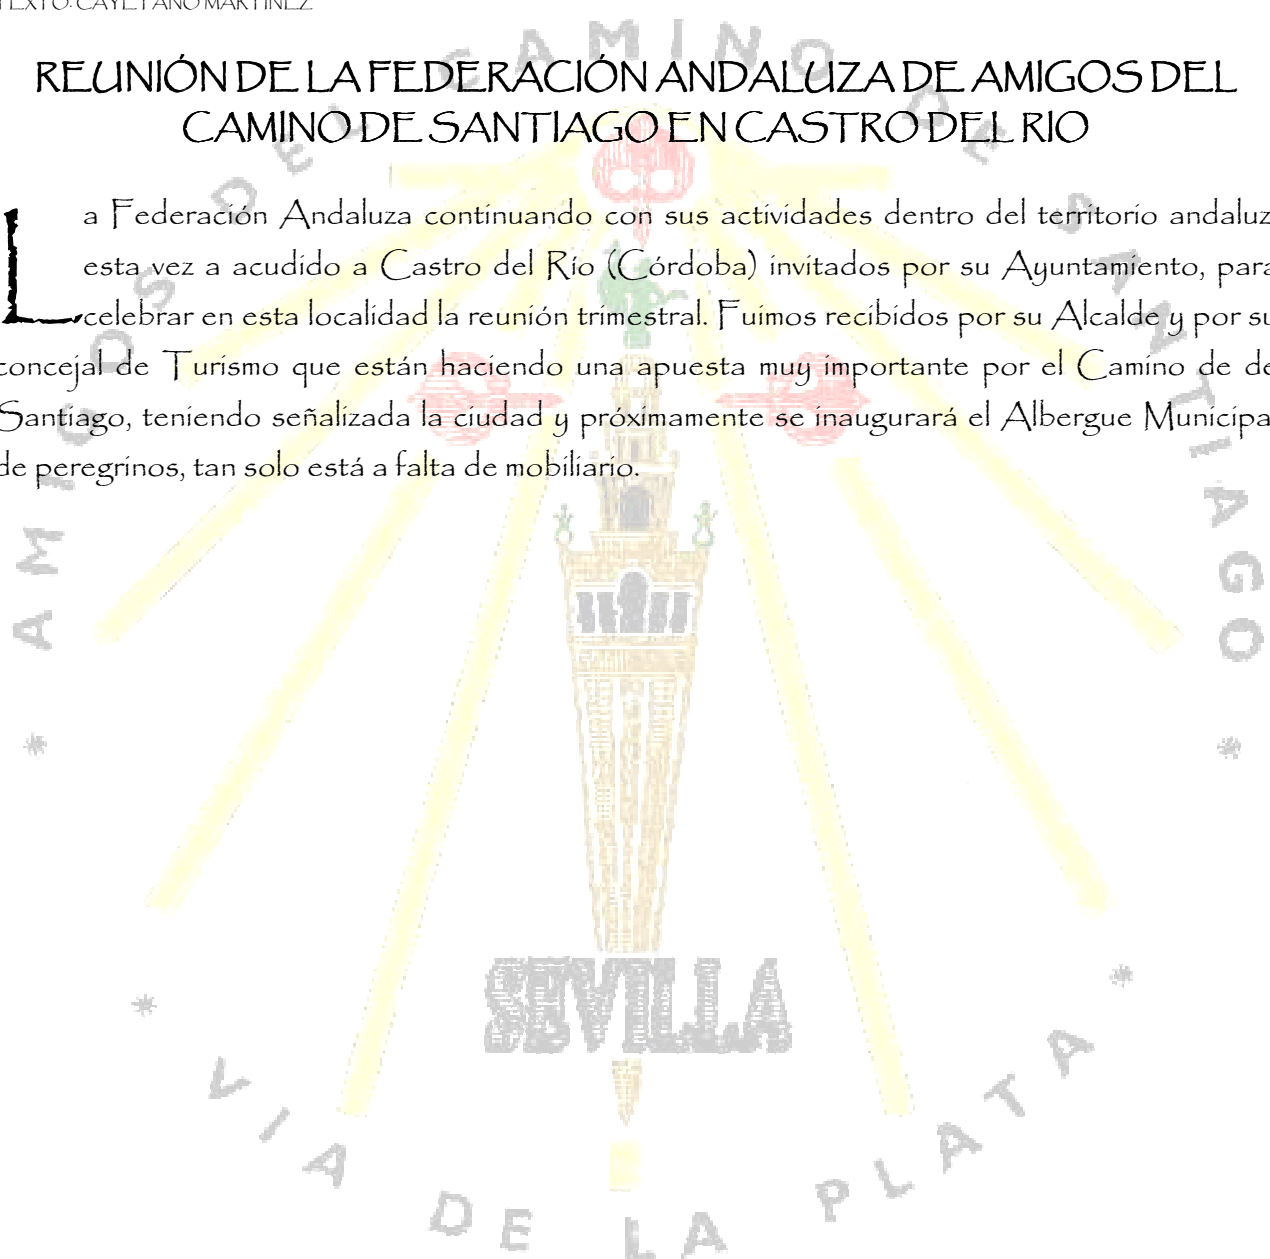 TEXTO: CAYETANO MARTINEZ
REUNIÓN DE LA FEDERACIÓN ANDALUZA DE AMIGOS DEL
CAMINO DE SANTIAGO EN CASTRO DEL RIO
La Federación Andaluza continuando con sus actividades dentro del territorio andaluz
esta vez a acudido a Castro del Río (Córdoba) invitados por su Ayuntamiento, para
celebrar en esta localidad la reunión trimestral. Fuimos recibidos por su Alcalde y por su
concejal de Turismo que están haciendo una apuesta muy importante por el Camino de de
Santiago, teniendo señalizada la ciudad y próximamente se inaugurará el Albergue Municipa
de peregrinos, tan solo está a falta de mobiliario.
AMIGOS DEL CAMINO DE SANTIAGO
SEVILLA
* * VIA DE LA PLATA * *